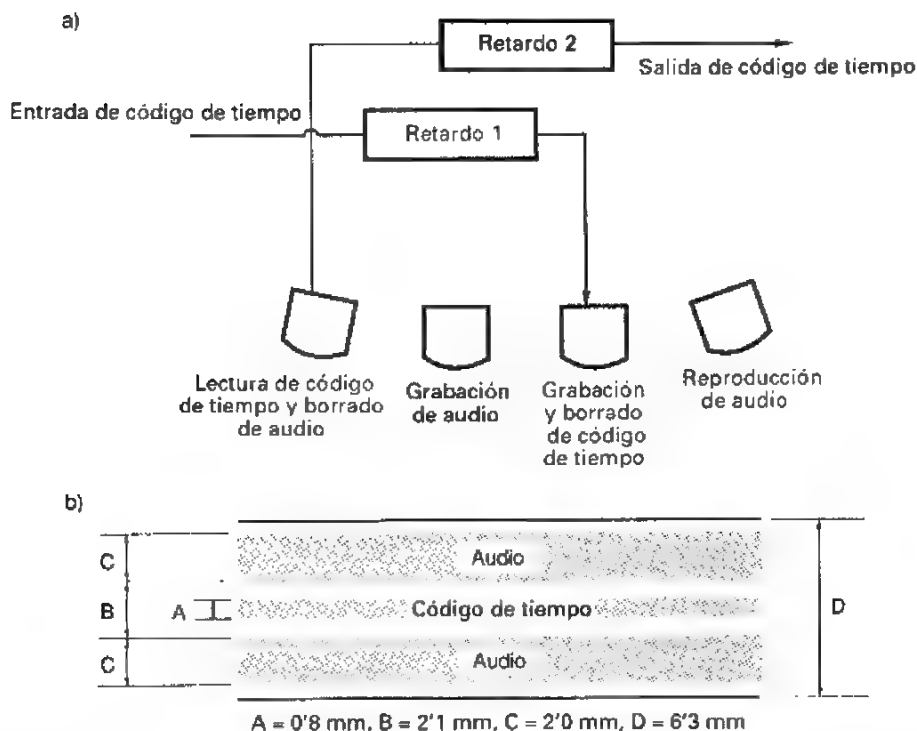 a)
Retardo 2
Salida de código de tiempo
Entrada de código de tiempo
Retardo 1
Lectura de código
de tiempo y borrado
de audio
Grabación
de audio
Grabación
y borrado
de código
de tiempo
Reproducción
de audio
b)
C
B
C
A
Audio
Código de tiempo
Audio
D
A = 0'8 mm, B = 2'1 mm, C = 2'0 mm, D = 6'3 mm